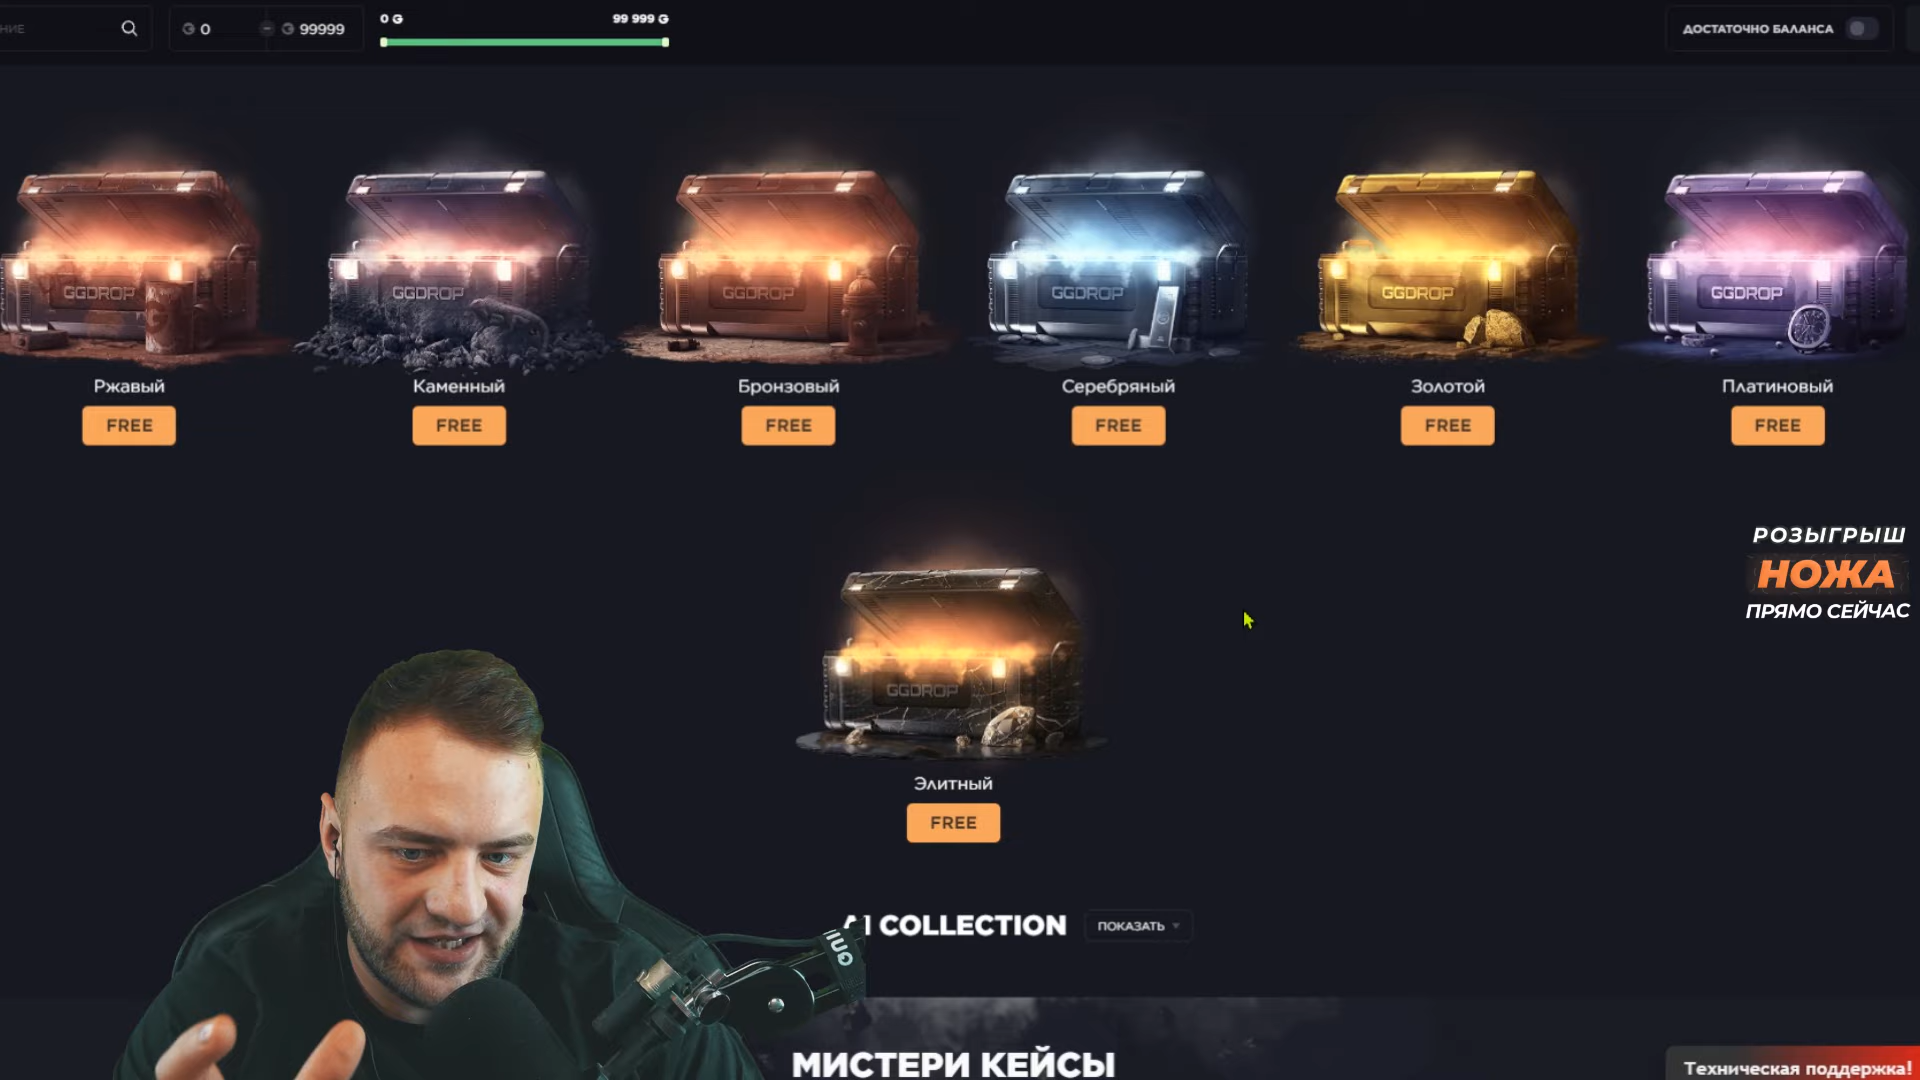 НИЕ
0 – 99999
0 G 99 999 G
ДОСТАТОЧНО БАЛАНСА
GGDROP GGDROP GGDROP GGDROP GGDROP GGDROP
Ржавый Каменный Бронзовый Серебряный Золотой Платиновый
FREE FREE FREE FREE FREE FREE
РОЗЫГРЫШ
НОЖА
ПРЯМО СЕЙЧАС
GGDROP
Элитный
FREE
AI COLLECTION ПОКАЗАТЬ
МИСТЕРИ КЕЙСЫ
Техническая поддержка!